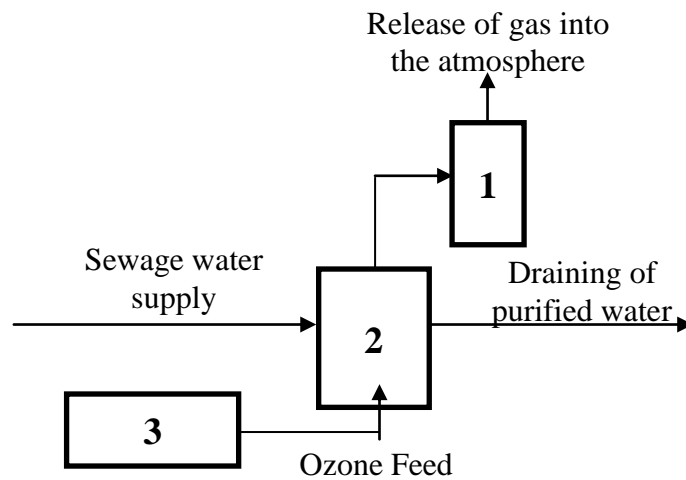 Release of gas into
the atmosphere
1
Sewage water
supply
Draining of
purified water
2
3
Ozone Feed